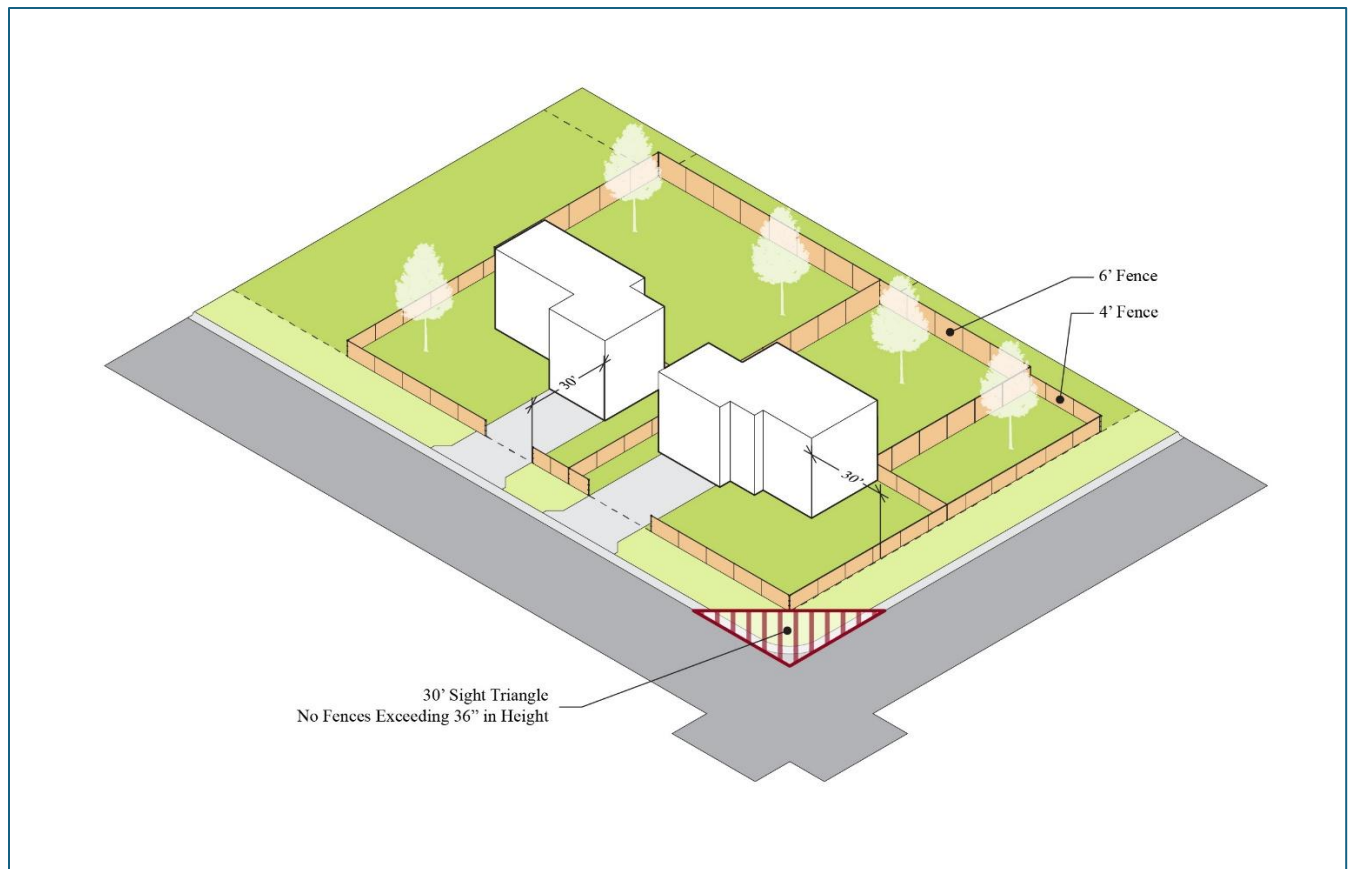 6’ Fence
4’ Fence
30’
30’
30’ Sight Triangle
No Fences Exceeding 36” in Height